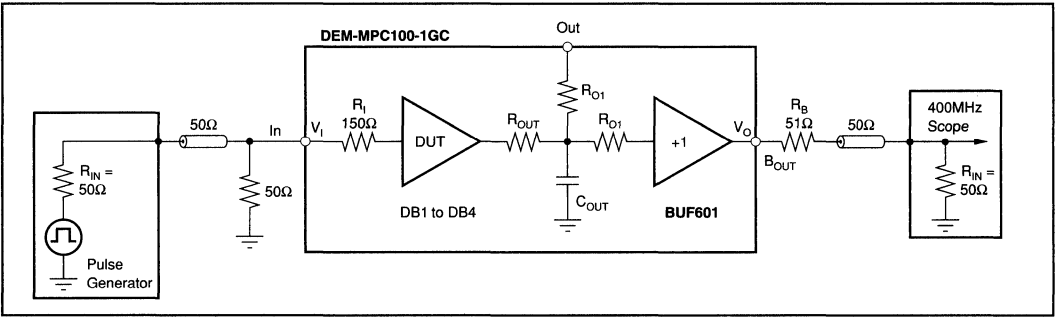 Out
DEM-MPC100-1GC
R_I
150Ω
R_O1
R_OUT
R_O1
DUT
+1
C_OUT
DB1 to DB4
BUF601
50Ω
In
V_I
50Ω
R_IN =
50Ω
Pulse
Generator
V_O
B_OUT
R_B
51Ω
50Ω
400MHz
Scope
R_IN =
50Ω